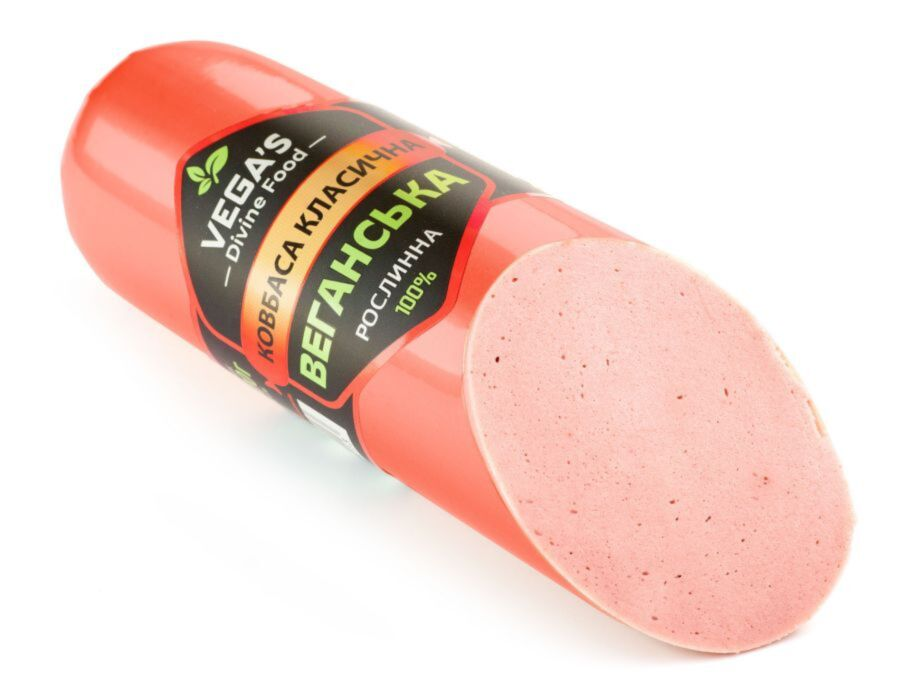 VEGA'S
— Divine Food —
КОВБАСА КЛАСИЧНА
ВЕГАНСЬКА
РОСЛИННА
100%